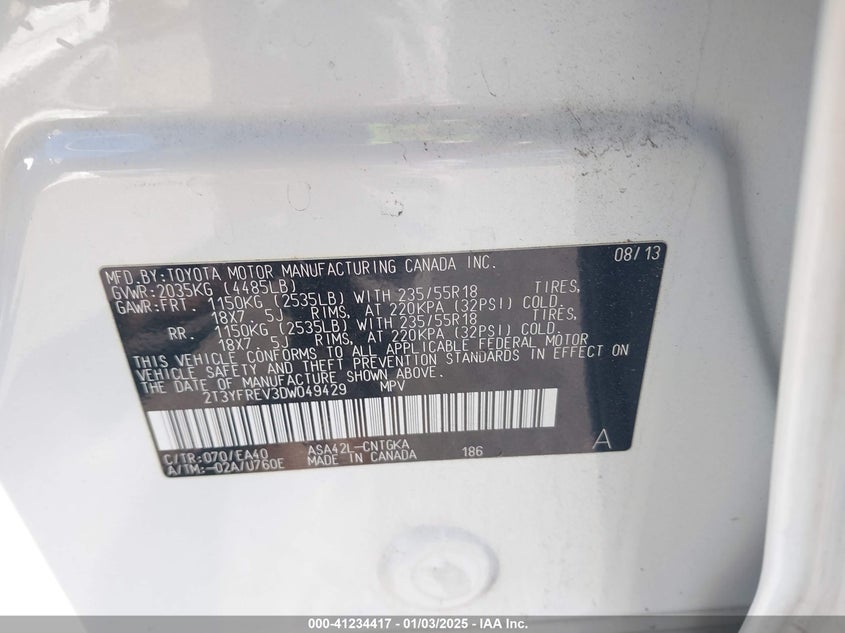 MFD.BY:TOYOTA MOTOR MANUFACTURING CANADA INC. 08/13
GVWR:2035KG (4485LB)
GAWR:FRT. 1150KG (2535LB) WITH 235/55R18 TIRES,
18X7.5J RIMS, AT 220KPA (32PSI) COLD.
RR. 1150KG (2535LB) WITH 235/55R18 TIRES,
18X7.5J RIMS, AT 220KPA (32PSI) COLD.
THIS VEHICLE CONFORMS TO ALL APPLICABLE FEDERAL MOTOR
VEHICLE SAFETY AND THEFT PREVENTION STANDARDS IN EFFECT ON
THE DATE OF MANUFACTURE SHOWN ABOVE.
2T3YFREV3DW049429 MPV
C/TR:070/EA40 ASA42L-CNTGKA 186 A
A/TM:-02A/U760E MADE IN CANADA
000-41234417 - 01/03/2025 - IAA Inc.